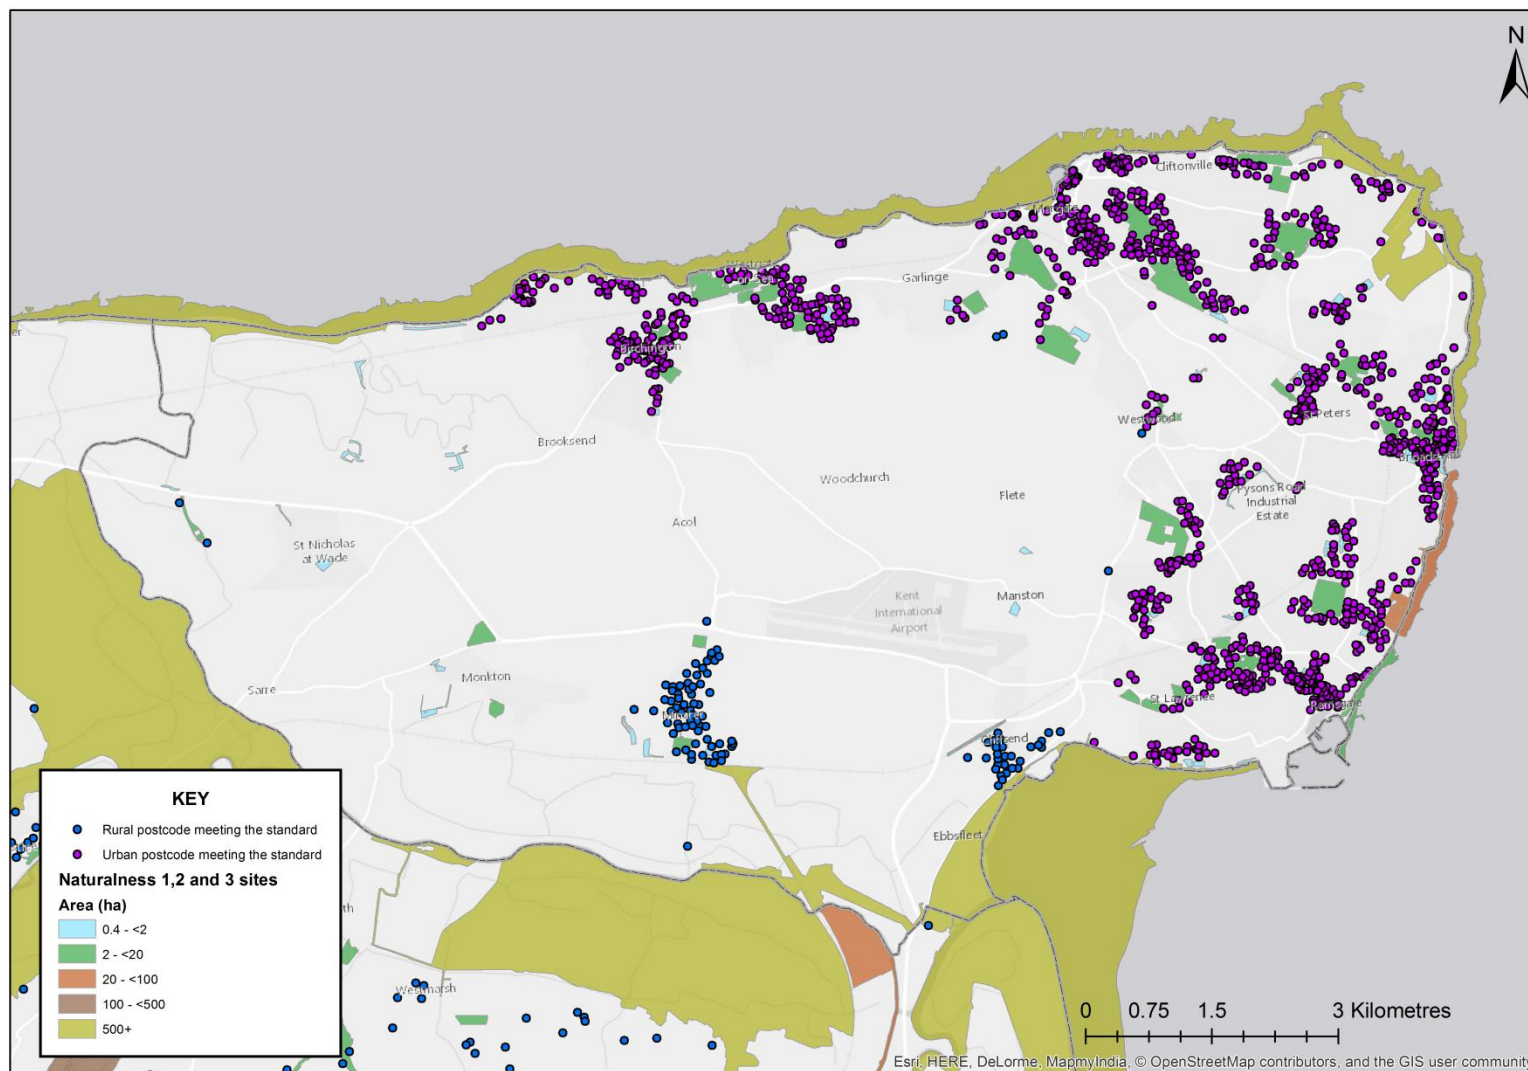 N
Cliftonville
Margate
Westgate
Garlinge
Birchington
St Peters
Westwood
Brooksend
Broadstairs
Woodchurch
Flete
Pysons Road
Industrial
Estate
Acol
St Nicholas
at Wade
Kent
International
Airport
Manston
Monkton
Sarre
St Lawrence
Ramsgate
Minster
Cliffsend
Ebbsfleet
KEY
Rural postcode meeting the standard
Urban postcode meeting the standard
Naturalness 1,2 and 3 sites
Area (ha)
0.4 - <2
2 - <20
20 - <100
100 - <500
500+
th
Westmarsh
0 0.75 1.5 3 Kilometres
Esri, HERE, DeLorme, MapmyIndia, © OpenStreetMap contributors, and the GIS user community